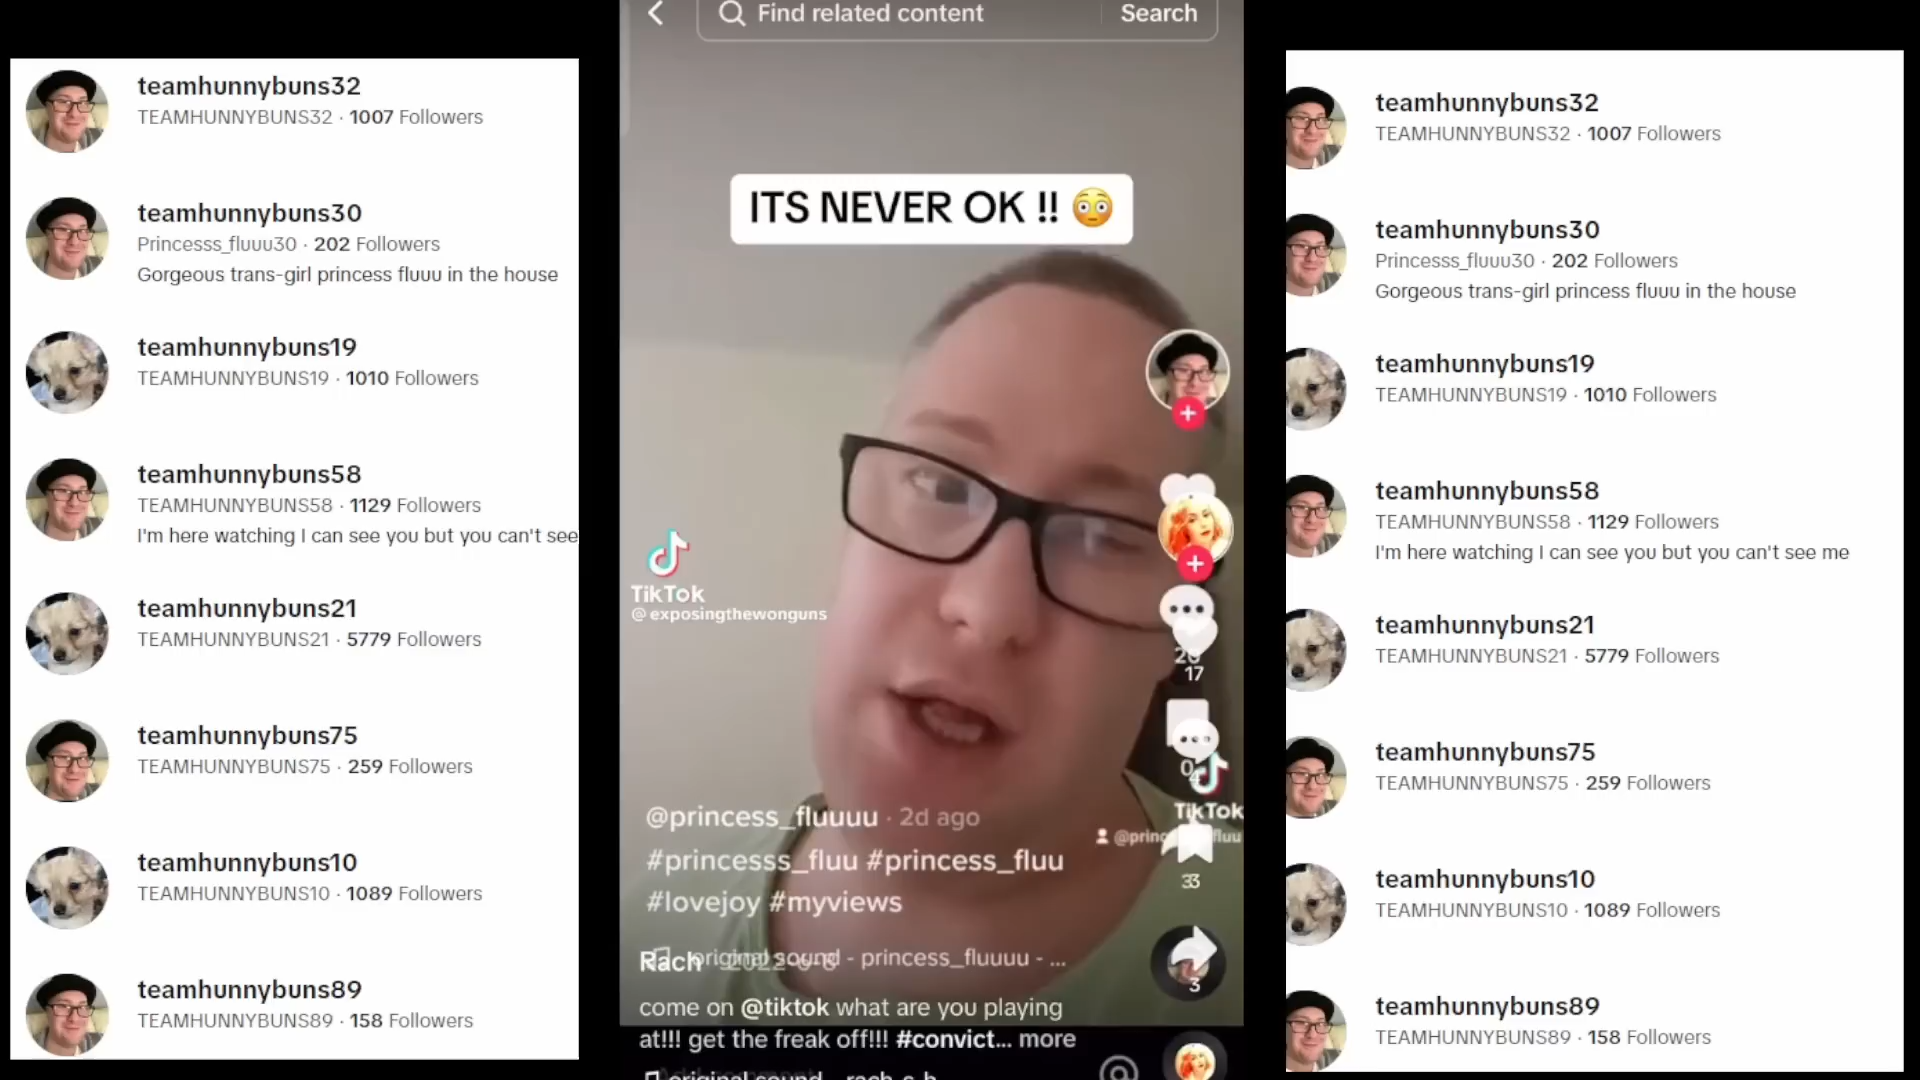 teamhunnybuns32
TEAMHUNNYBUNS32 · 1007 Followers
teamhunnybuns30
Princesss_fluuu30 · 202 Followers
Gorgeous trans-girl princess fluuu in the house
teamhunnybuns19
TEAMHUNNYBUNS19 · 1010 Followers
teamhunnybuns58
TEAMHUNNYBUNS58 · 1129 Followers
I'm here watching I can see you but you can't see
teamhunnybuns21
TEAMHUNNYBUNS21 · 5779 Followers
teamhunnybuns75
TEAMHUNNYBUNS75 · 259 Followers
teamhunnybuns10
TEAMHUNNYBUNS10 · 1089 Followers
teamhunnybuns89
TEAMHUNNYBUNS89 · 158 Followers
Find related content Search
ITS NEVER OK !! 😳
TikTok
@exposingthewonguns
17
TikTok
@princess_fluuuu · 2d ago
#princesss_fluu #princess_fluu
#lovejoy #myviews
33
Rach
original sound - princess_fluuuu - ...
3
come on @tiktok what are you playing
at!!! get the freak off!!! #convict... more
teamhunnybuns32
TEAMHUNNYBUNS32 · 1007 Followers
teamhunnybuns30
Princesss_fluuu30 · 202 Followers
Gorgeous trans-girl princess fluuu in the house
teamhunnybuns19
TEAMHUNNYBUNS19 · 1010 Followers
teamhunnybuns58
TEAMHUNNYBUNS58 · 1129 Followers
I'm here watching I can see you but you can't see me
teamhunnybuns21
TEAMHUNNYBUNS21 · 5779 Followers
teamhunnybuns75
TEAMHUNNYBUNS75 · 259 Followers
teamhunnybuns10
TEAMHUNNYBUNS10 · 1089 Followers
teamhunnybuns89
TEAMHUNNYBUNS89 · 158 Followers